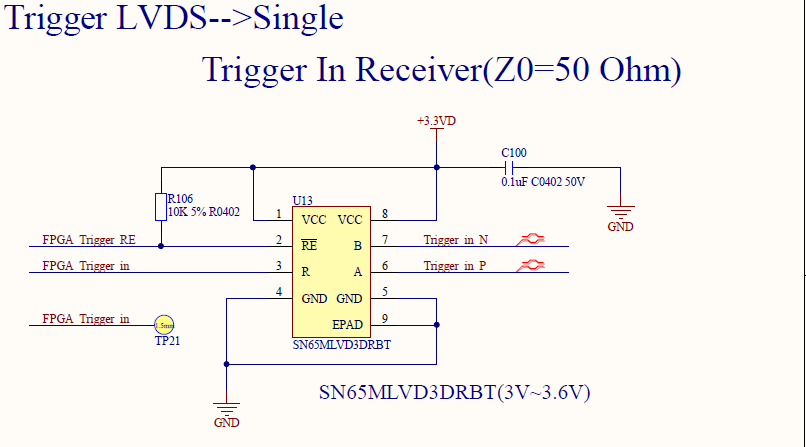 Trigger LVDS-->Single
Trigger In Receiver(Z0=50 Ohm)
+3.3VD
C100
0.1uF C0402 50V
GND
R106
10K 5% R0402
U13
1 VCC VCC 8
FPGA Trigger RE 2 RE B 7 Trigger in N
FPGA Trigger in 3 R A 6 Trigger in P
4 GND GND 5
EPAD 9
FPGA Trigger in 1.5mm
TP21
SN65MLVD3DRBT
SN65MLVD3DRBT(3V~3.6V)
GND